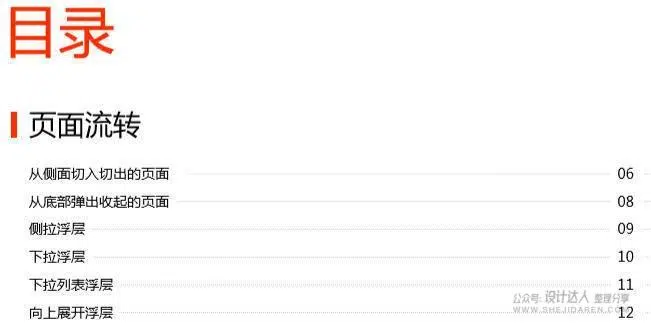 目录
页面流转
从侧面切入切出的页面 06
从底部弹出收起的页面 08
侧拉浮层 09
下拉浮层 10
下拉列表浮层 11
公众号: 设计达人 整理分享
WWW.SHEJIDAREN.COM
向上展开浮层 12